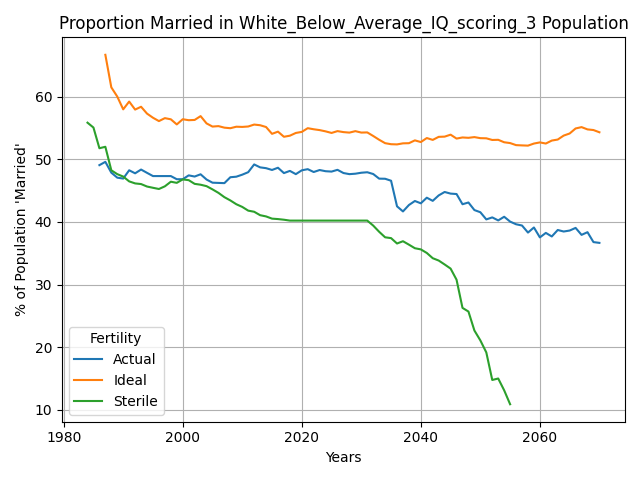 Proportion Married in White_Below_Average_IQ_scoring_3 Population
% of Population 'Married'
60
50
40
30
20
10
Fertility
Actual
Ideal
Sterile
1980
2000
2020
2040
2060
Years